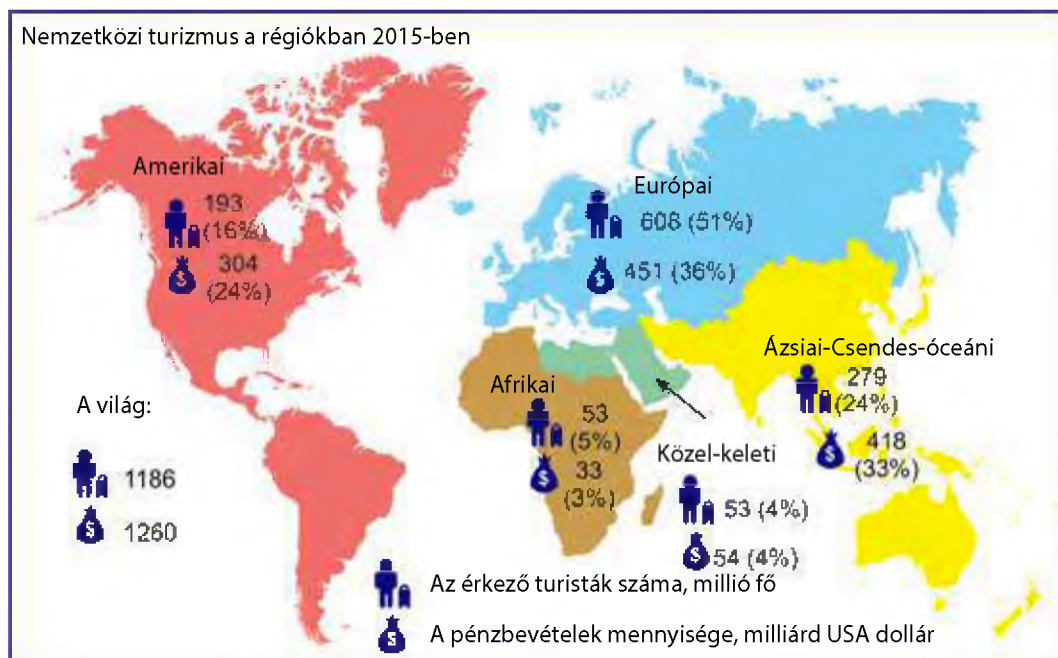 Nemzetközi turizmus a régiókban 2015-ben
Amerikai
193
(16%)
304
(24%)
Európai
608 (51%)
451 (36%)
Ázsiai-Csendes-óceáni
279
(24%)
418
(33%)
Afrikai
53
(5%)
33
(3%)
Közel-keleti
53 (4%)
54 (4%)
A világ:
1186
1260
Az érkező turisták száma, millió fő
A pénzbevételek mennyisége, milliárd USA dollár